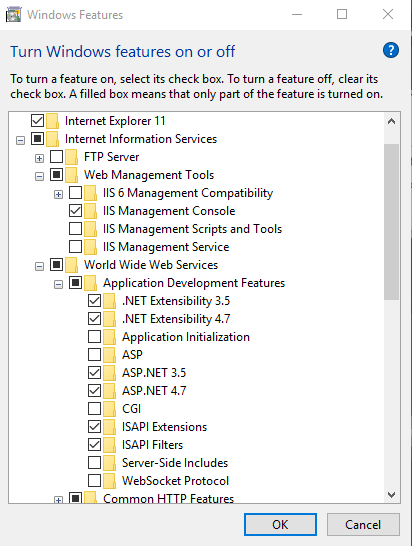 Windows Features
Turn Windows features on or off
To turn a feature on, select its check box. To turn a feature off, clear its
check box. A filled box means that only part of the feature is turned on.
Internet Explorer 11
Internet Information Services
FTP Server
Web Management Tools
IIS 6 Management Compatibility
IIS Management Console
IIS Management Scripts and Tools
IIS Management Service
World Wide Web Services
Application Development Features
.NET Extensibility 3.5
.NET Extensibility 4.7
Application Initialization
ASP
ASP.NET 3.5
ASP.NET 4.7
CGI
ISAPI Extensions
ISAPI Filters
Server-Side Includes
WebSocket Protocol
Common HTTP Features
OK
Cancel